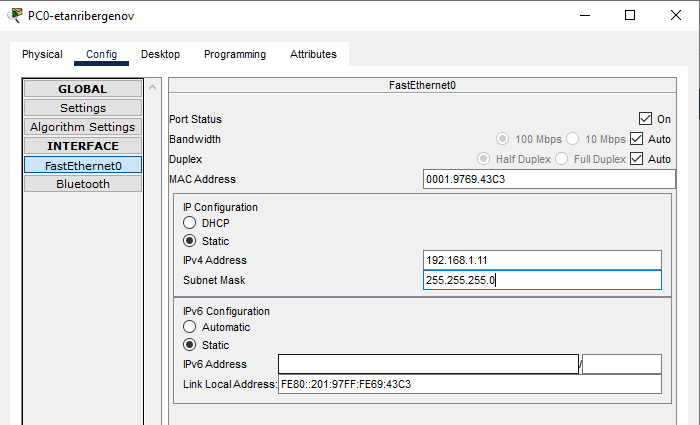 PC0-etanribergenov
Physical Config Desktop Programming Attributes
GLOBAL
Settings
Algorithm Settings
INTERFACE
FastEthernet0
Bluetooth
FastEthernet0
Port Status On
Bandwidth 100 Mbps 10 Mbps Auto
Duplex Half Duplex Full Duplex Auto
MAC Address 0001.9769.43C3
IP Configuration
DHCP
Static
IPv4 Address 192.168.1.11
Subnet Mask 255.255.255.0
IPv6 Configuration
Automatic
Static
IPv6 Address /
Link Local Address: FE80::201:97FF:FE69:43C3